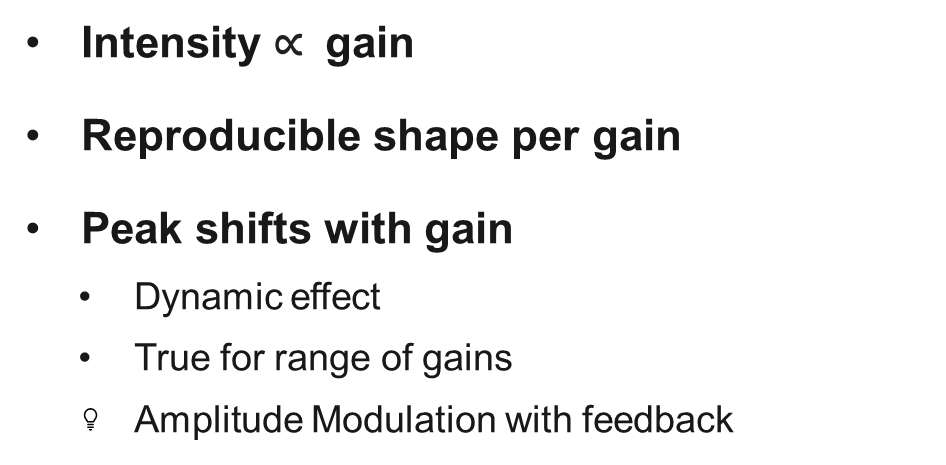 • Intensity ∝ gain
• Reproducible shape per gain
• Peak shifts with gain
• Dynamic effect
• True for range of gains
Amplitude Modulation with feedback